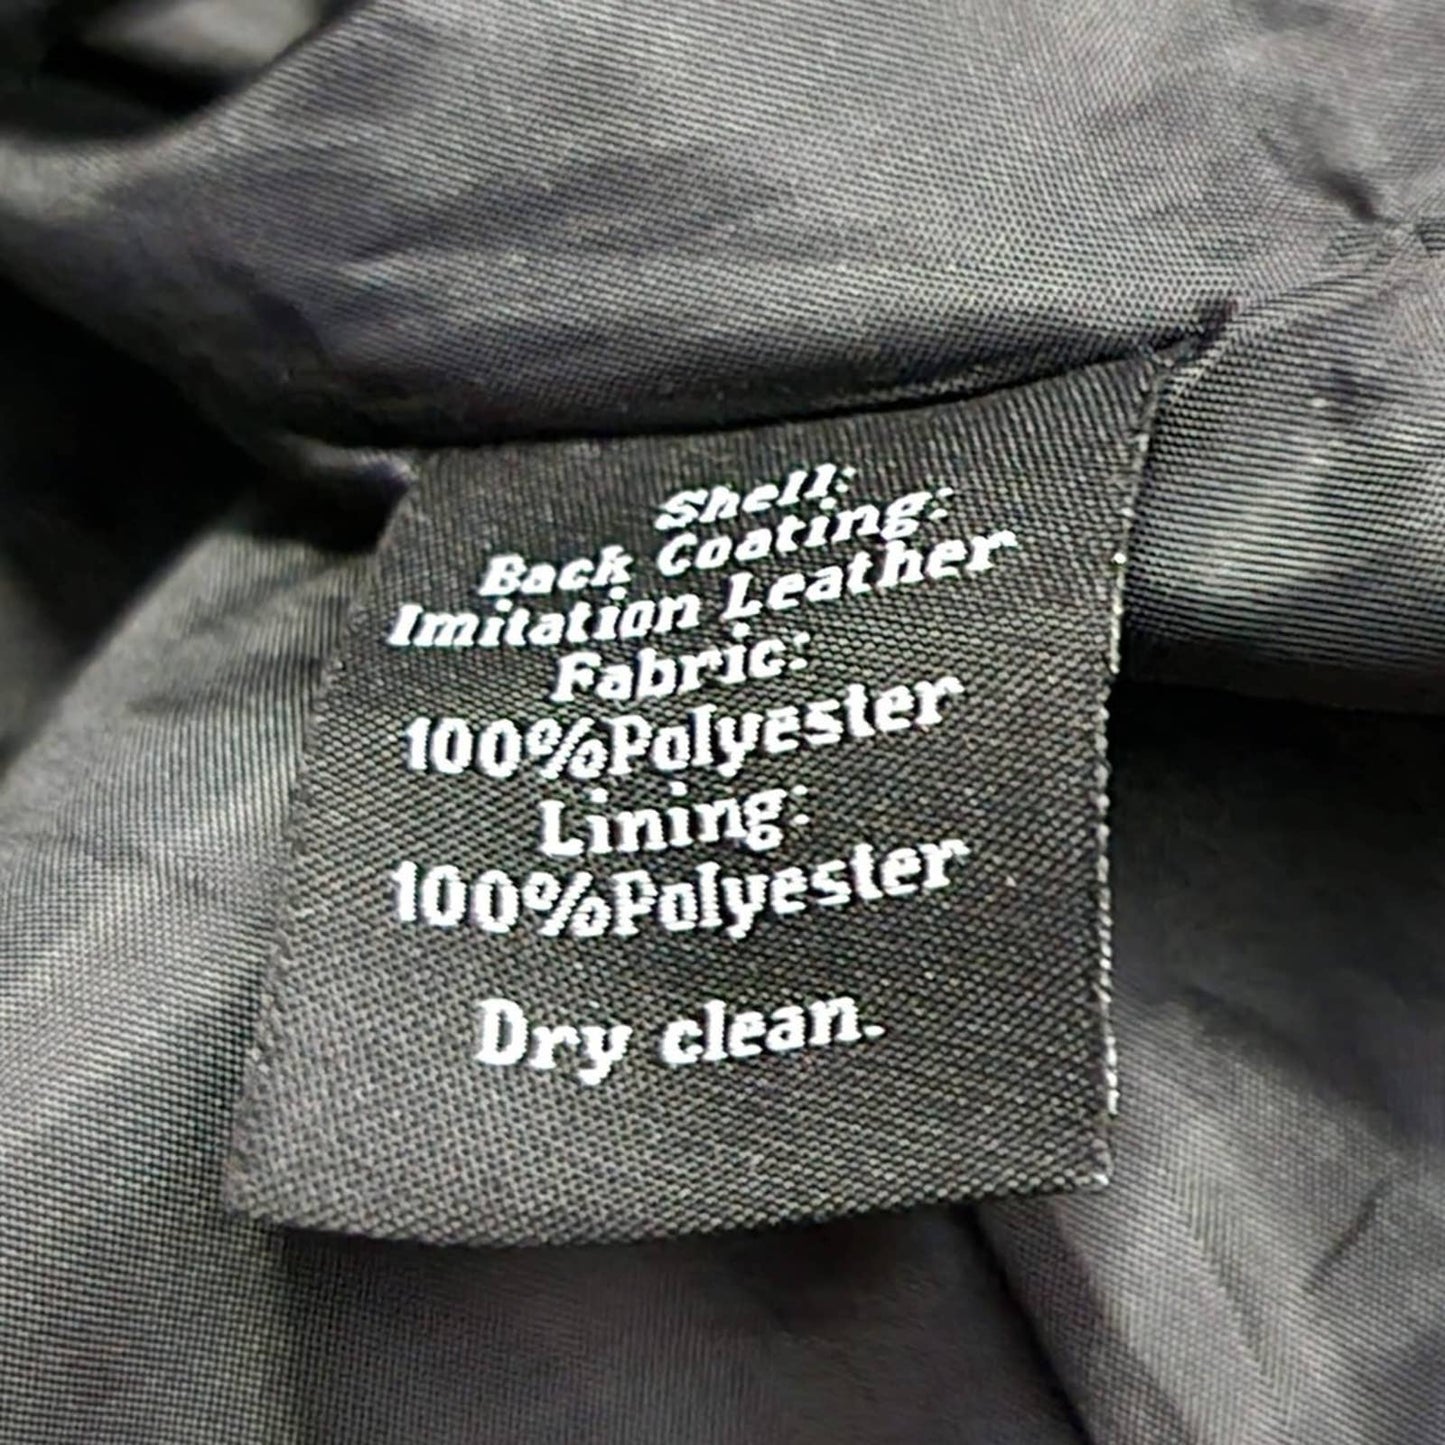 Shell:
Back Coating:
Imitation Leather
Fabric:
100%Polyester
Lining:
100%Polyester
Dry clean.